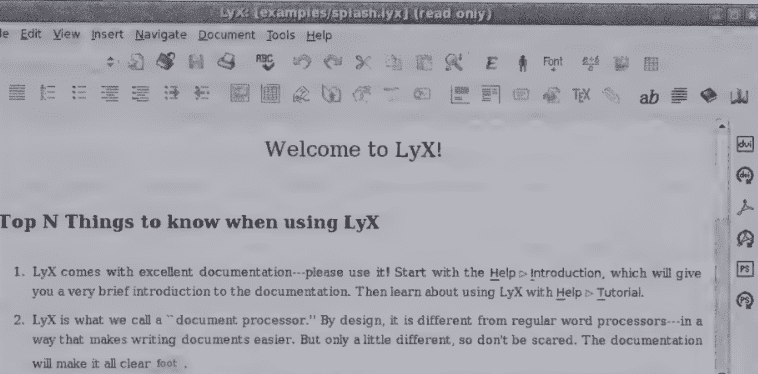 LyX: [examples/splash.lyx] (read only)
le Edit View Insert Navigate Document Tools Help
ABC E Font a+b c
TEX ab
Welcome to LyX!
dvi
dvi
Top N Things to know when using LyX
1. LyX comes with excellent documentation---please use it! Start with the Help ▷ Introduction, which will give
PS
you a very brief introduction to the documentation. Then learn about using LyX with Help ▷ Tutorial.
PS
2. LyX is what we call a ``document processor.'' By design, it is different from regular word processors---in a
way that makes writing documents easier. But only a little different, so don't be scared. The documentation
will make it all clear foot .